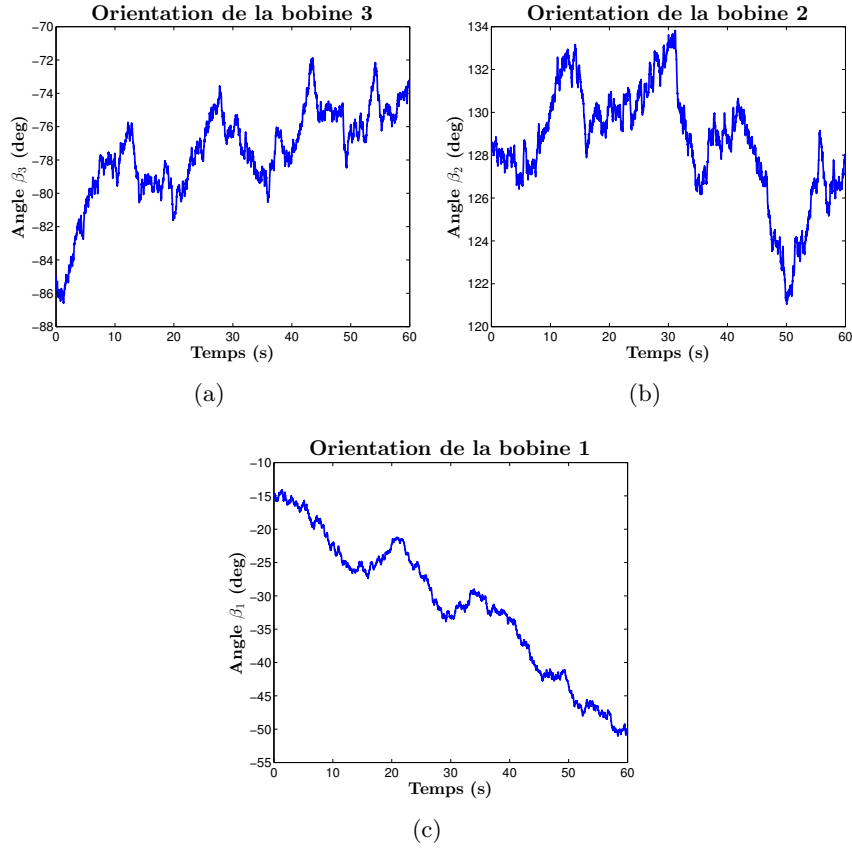 Orientation de la bobine 3
Angle β3 (deg)
−70
−72
−74
−76
−78
−80
−82
−84
−86
−88
0 10 20 30 40 50 60
Temps (s)
(a)
Orientation de la bobine 2
Angle β2 (deg)
134
132
130
128
126
124
122
120
0 10 20 30 40 50 60
Temps (s)
(b)
Orientation de la bobine 1
Angle β1 (deg)
−10
−15
−20
−25
−30
−35
−40
−45
−50
−55
0 10 20 30 40 50 60
Temps (s)
(c)